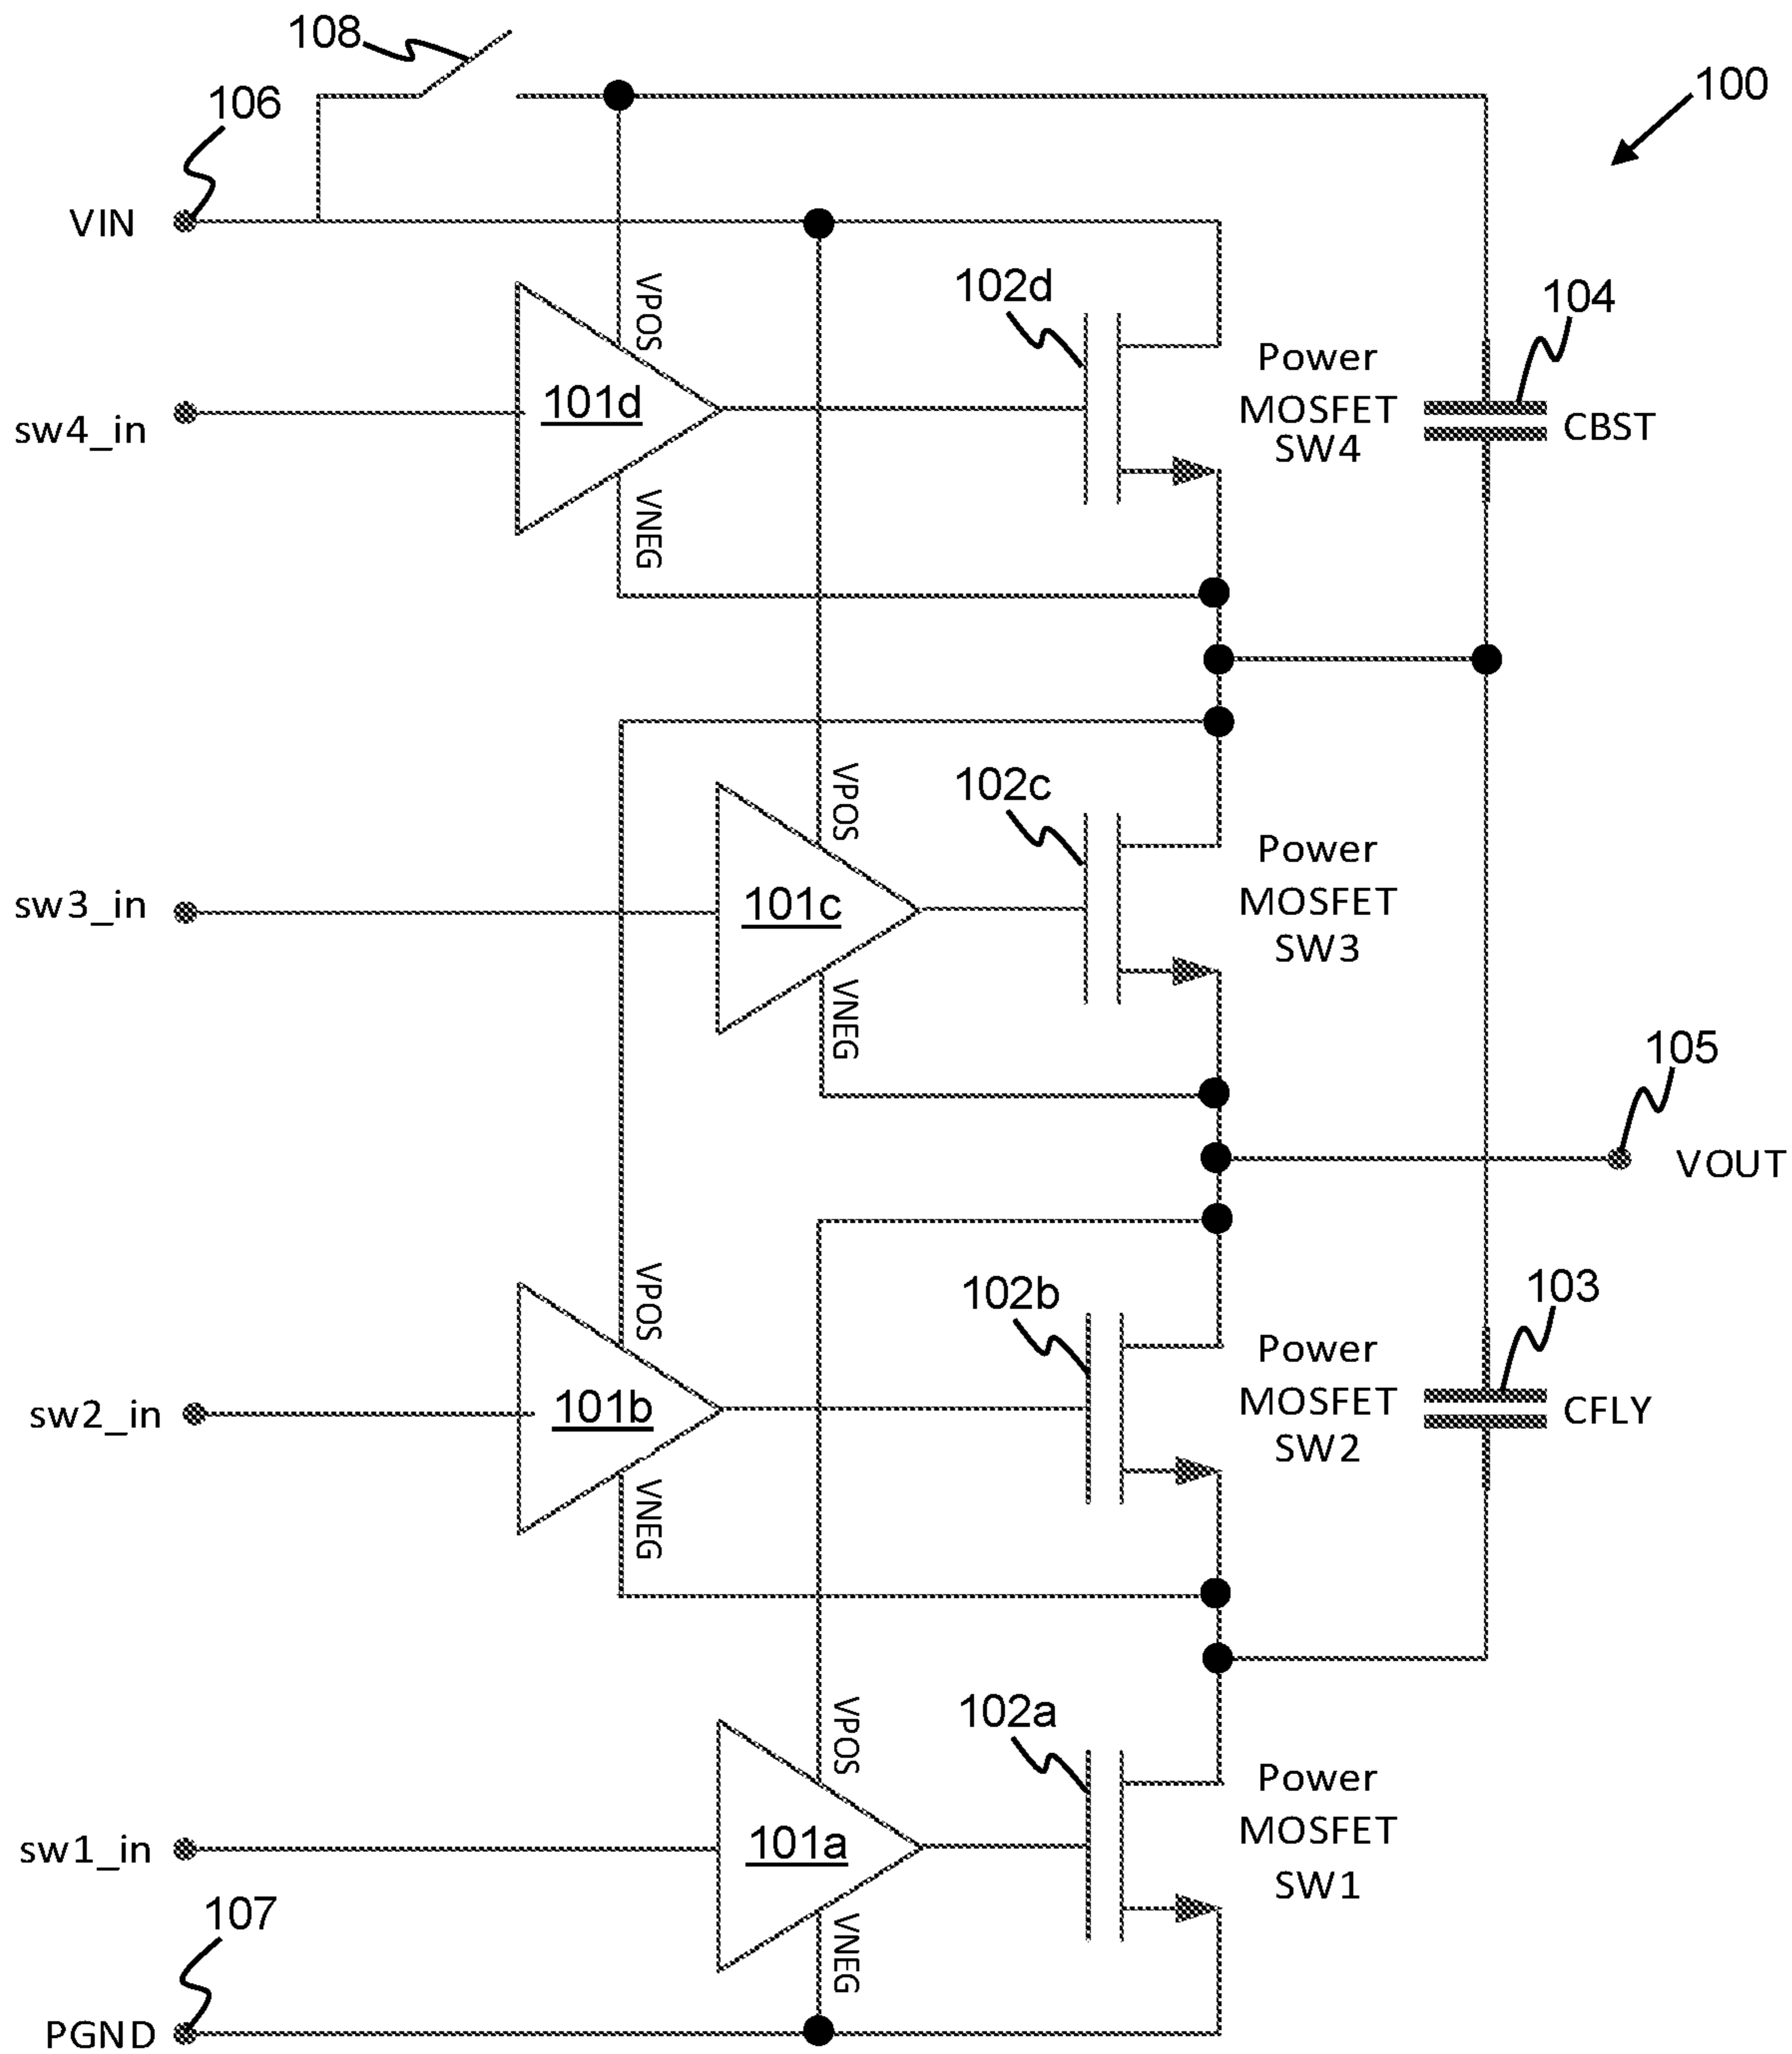 108
100
106
VIN
VPOS
102d
104
Power
MOSFET
SW4
CBST
101d
sw4_in
VNEG
VPOS
102c
Power
MOSFET
SW3
101c
sw3_in
VNEG
105
VOUT
VPOS
102b
103
Power
MOSFET
SW2
CFLY
101b
sw2_in
VNEG
VPOS
102a
Power
MOSFET
SW1
101a
sw1_in
VNEG
107
PGND